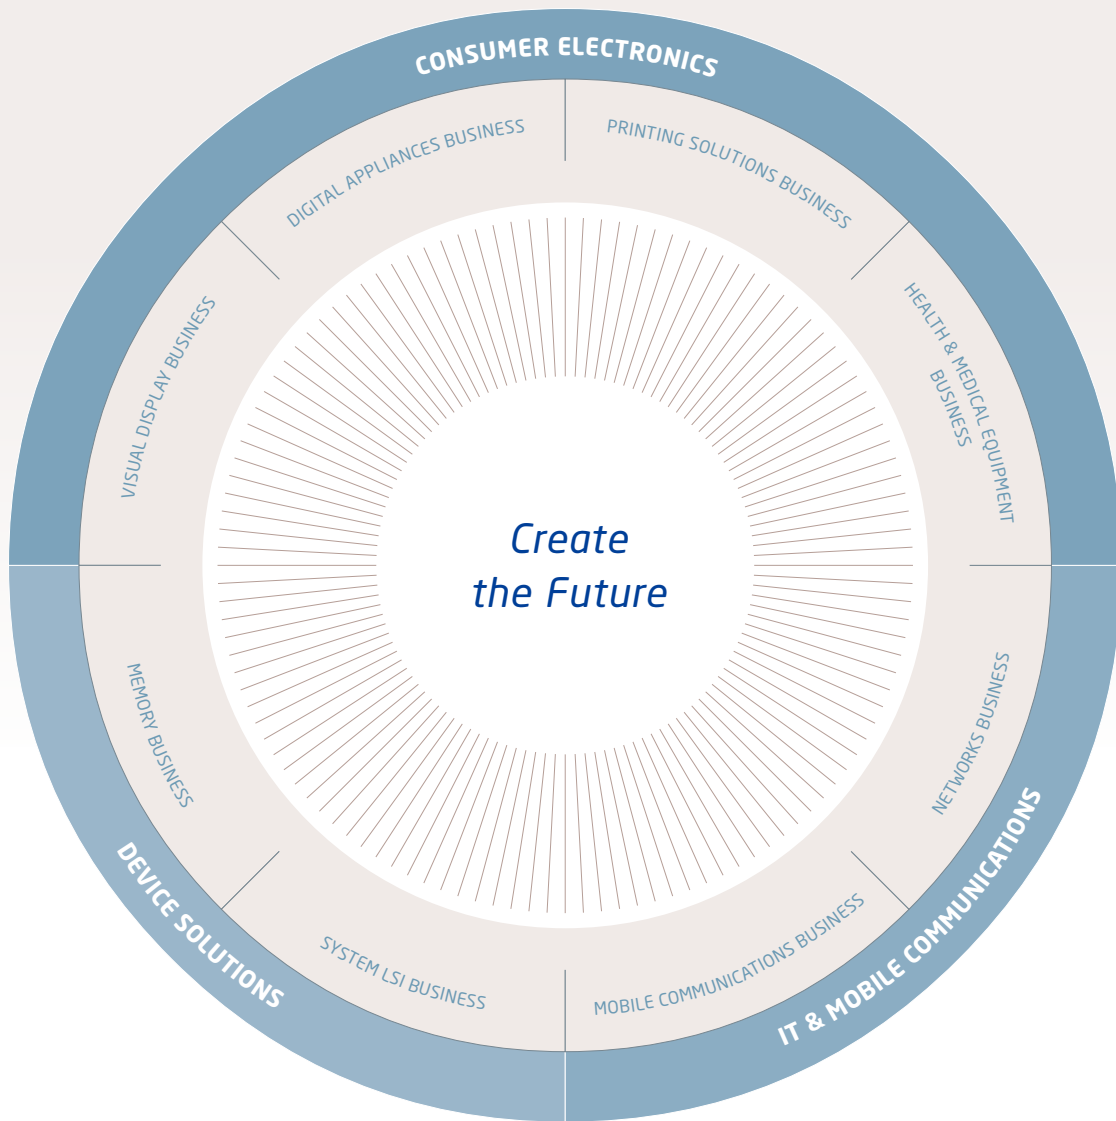 CONSUMER ELECTRONICS
DIGITAL APPLIANCES BUSINESS
PRINTING SOLUTIONS BUSINESS
VISUAL DISPLAY BUSINESS
HEALTH & MEDICAL EQUIPMENT
BUSINESS
Create
the Future
MEMORY BUSINESS
NETWORKS BUSINESS
DEVICE SOLUTIONS
IT & MOBILE COMMUNICATIONS
SYSTEM LSI BUSINESS
MOBILE COMMUNICATIONS BUSINESS